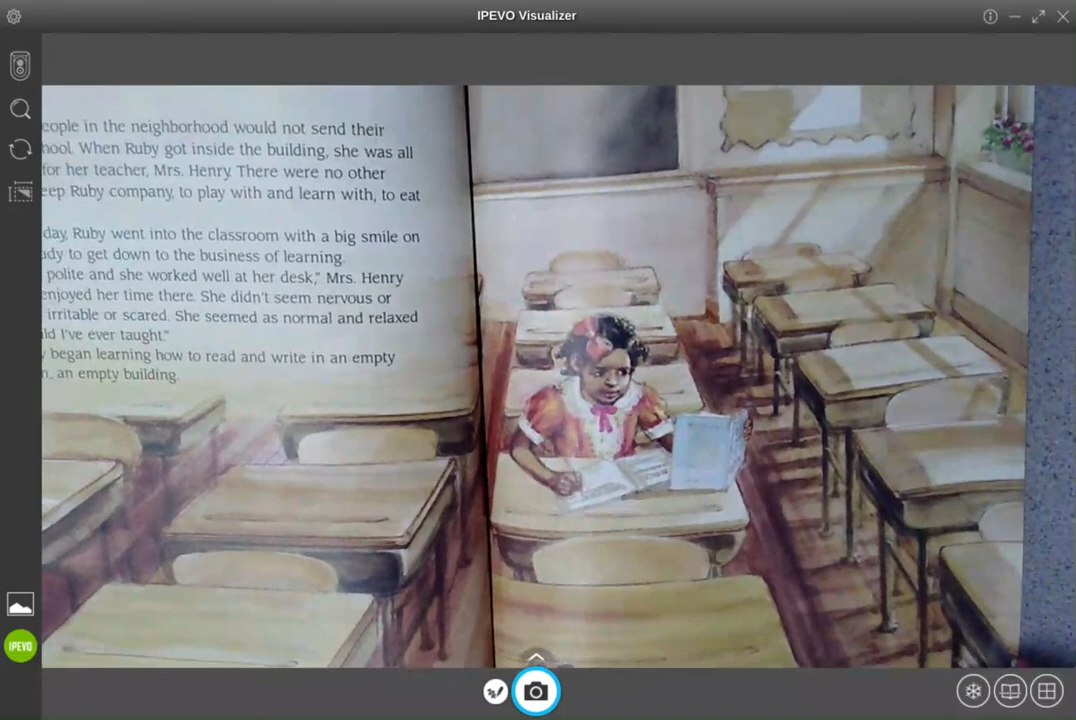 IPEVO Visualizer
eople in the neighborhood would not send their
hool. When Ruby got inside the building, she was all
for her teacher, Mrs. Henry. There were no other
eep Ruby company, to play with and learn with, to eat
day, Ruby went into the classroom with a big smile on
ady to get down to the business of learning.
polite and she worked well at her desk," Mrs. Henry
enjoyed her time there. She didn't seem nervous or
irritable or scared. She seemed as normal and relaxed
ld I've ever taught."
y began learning how to read and write in an empty
n, an empty building.
IPEVO